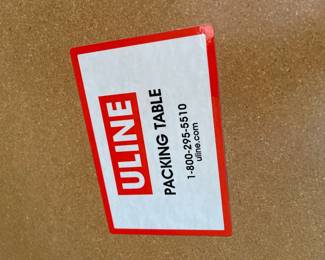 ULINE
PACKING TABLE
1-800-295-5510
uline.com